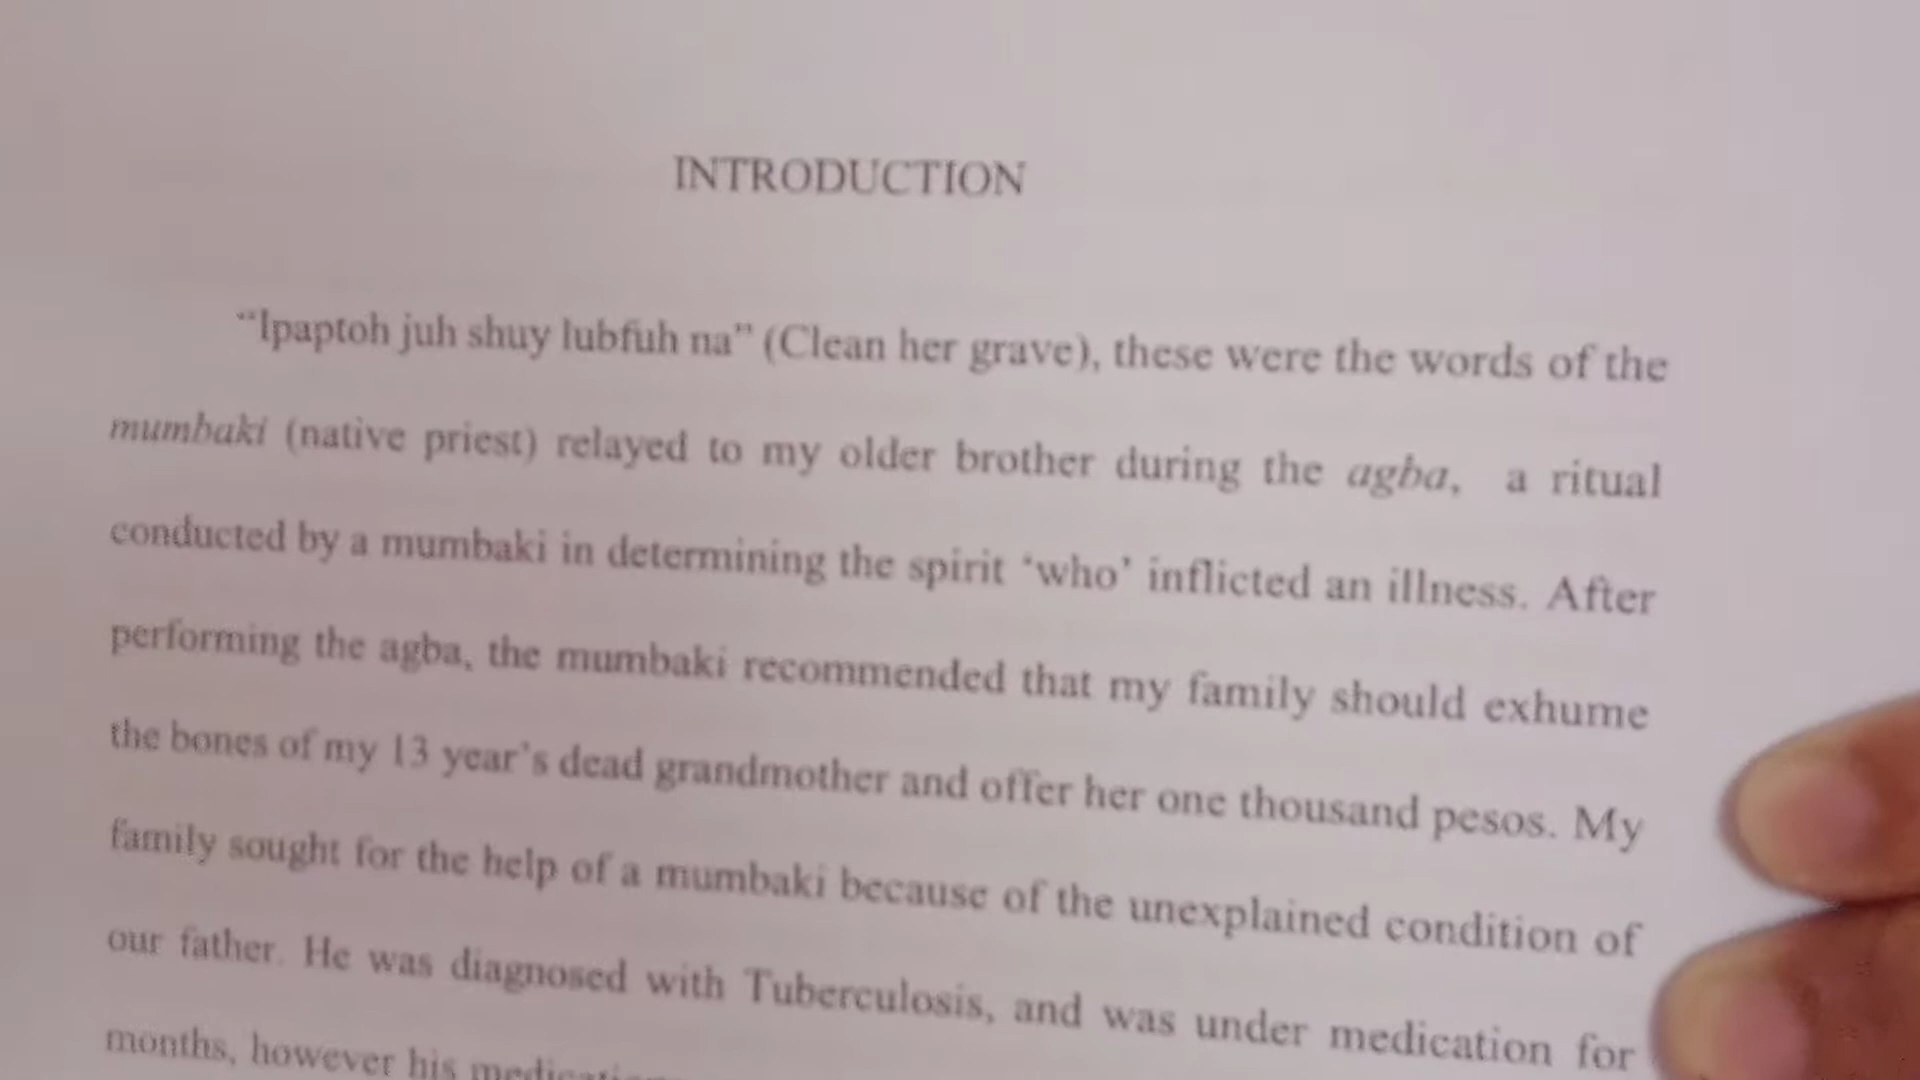 INTRODUCTION
“Ipaptoh juh shuy lubfuh na” (Clean her grave), these were the words of the
mumbaki (native priest) relayed to my older brother during the agba, a ritual
conducted by a mumbaki in determining the spirit ‘who’ inflicted an illness. After
performing the agba, the mumbaki recommended that my family should exhume
the bones of my 13 year’s dead grandmother and offer her one thousand pesos. My
family sought for the help of a mumbaki because of the unexplained condition of
our father. He was diagnosed with Tuberculosis, and was under medication for
months, however his